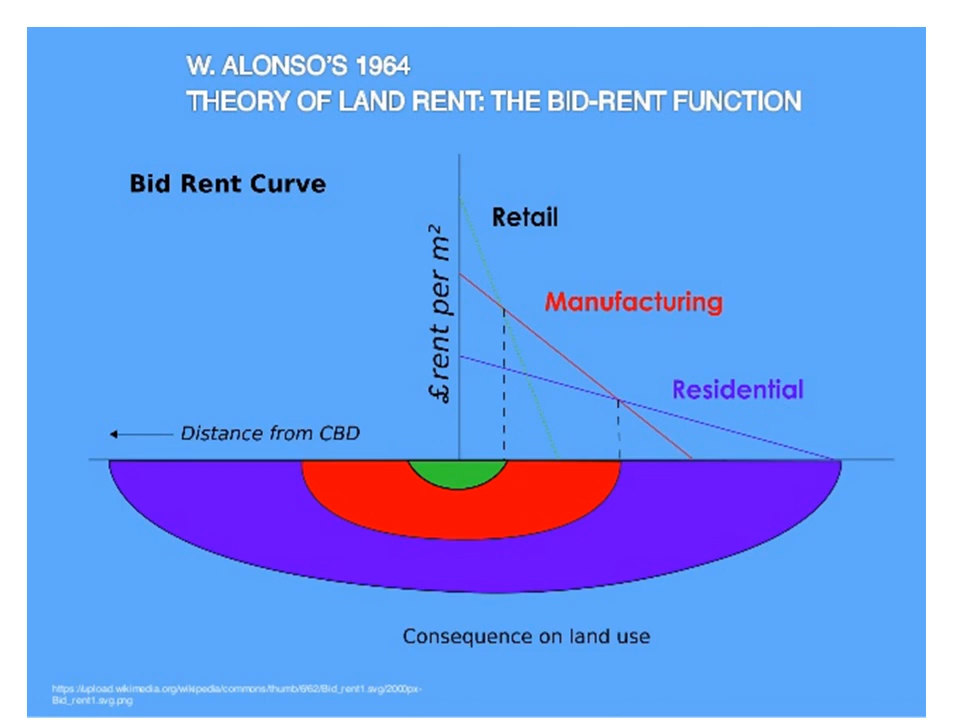 W. ALONSO'S 1964
THEORY OF LAND RENT: THE BID-RENT FUNCTION
Bid Rent Curve
£rent per m²
Retail
Manufacturing
Residential
Distance from CBD
Consequence on land use
https://upload.wikimedia.org/wikipedia/commons/thumb/6/62/Bid_rent1.svg/2000px-
Bid_rent1.svg.png